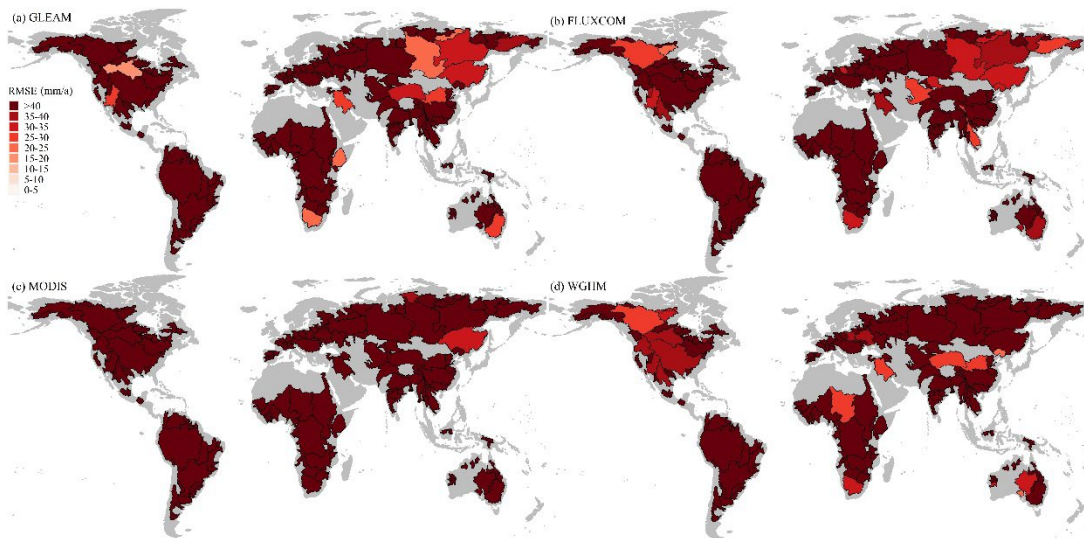 (a) GLEAM
(b) FLUXCOM
RMSE (mm/a)
>40
35-40
30-35
25-30
20-25
15-20
10-15
5-10
0-5
(c) MODIS
(d) WGHM